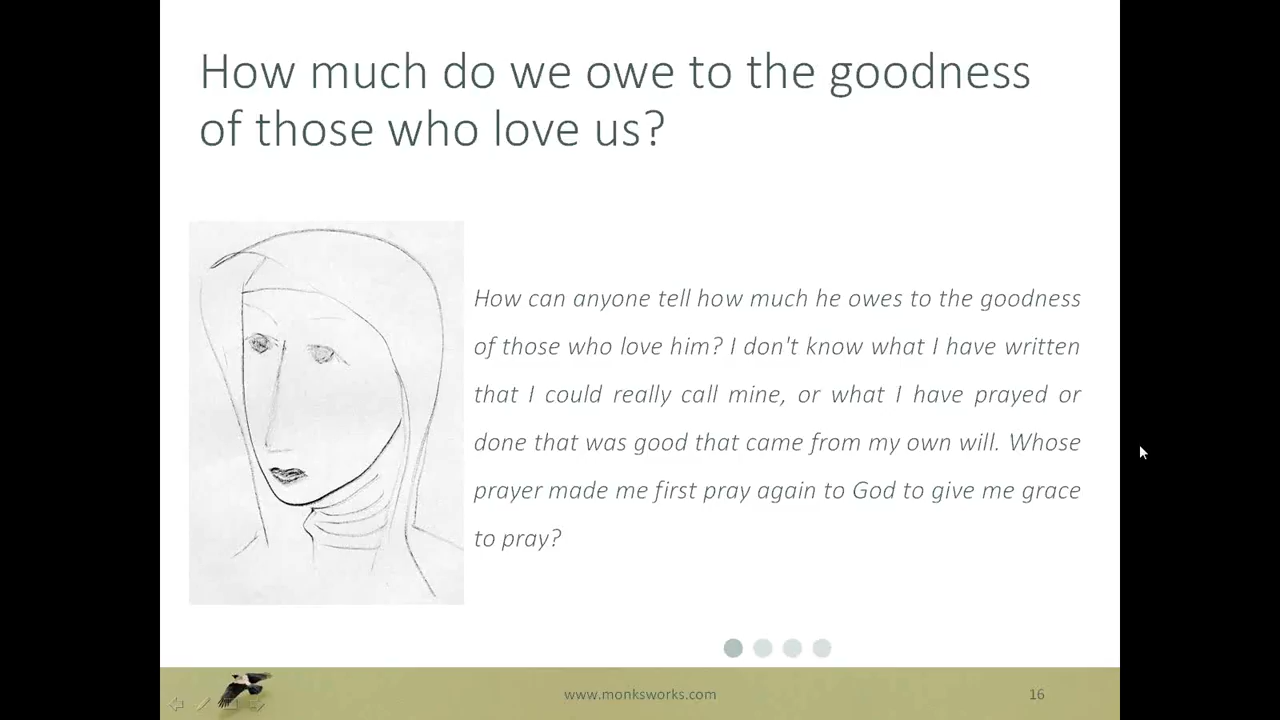 How much do we owe to the goodness
of those who love us?
How can anyone tell how much he owes to the goodness
of those who love him? I don't know what I have written
that I could really call mine, or what I have prayed or
done that was good that came from my own will. Whose
prayer made me first pray again to God to give me grace
to pray?
www.monksworks.com
16